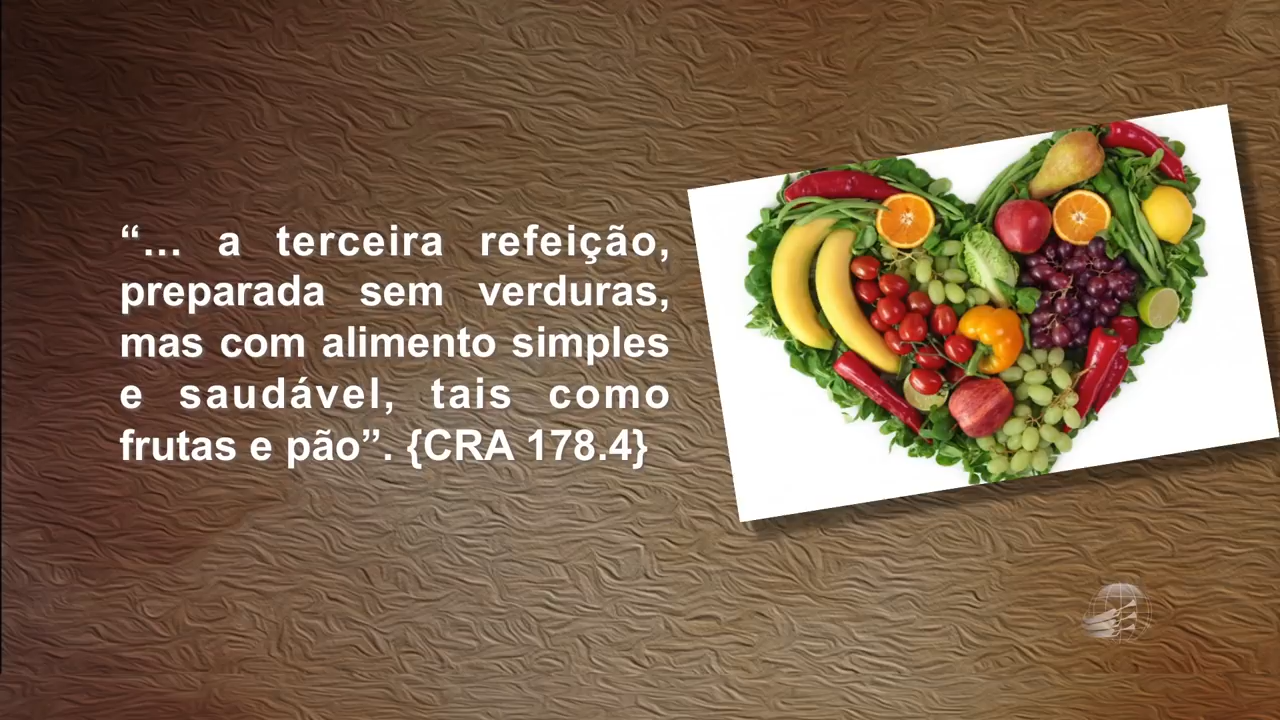 “... a terceira refeição,
preparada sem verduras,
mas com alimento simples
e saudável, tais como
frutas e pão”. {CRA 178.4}